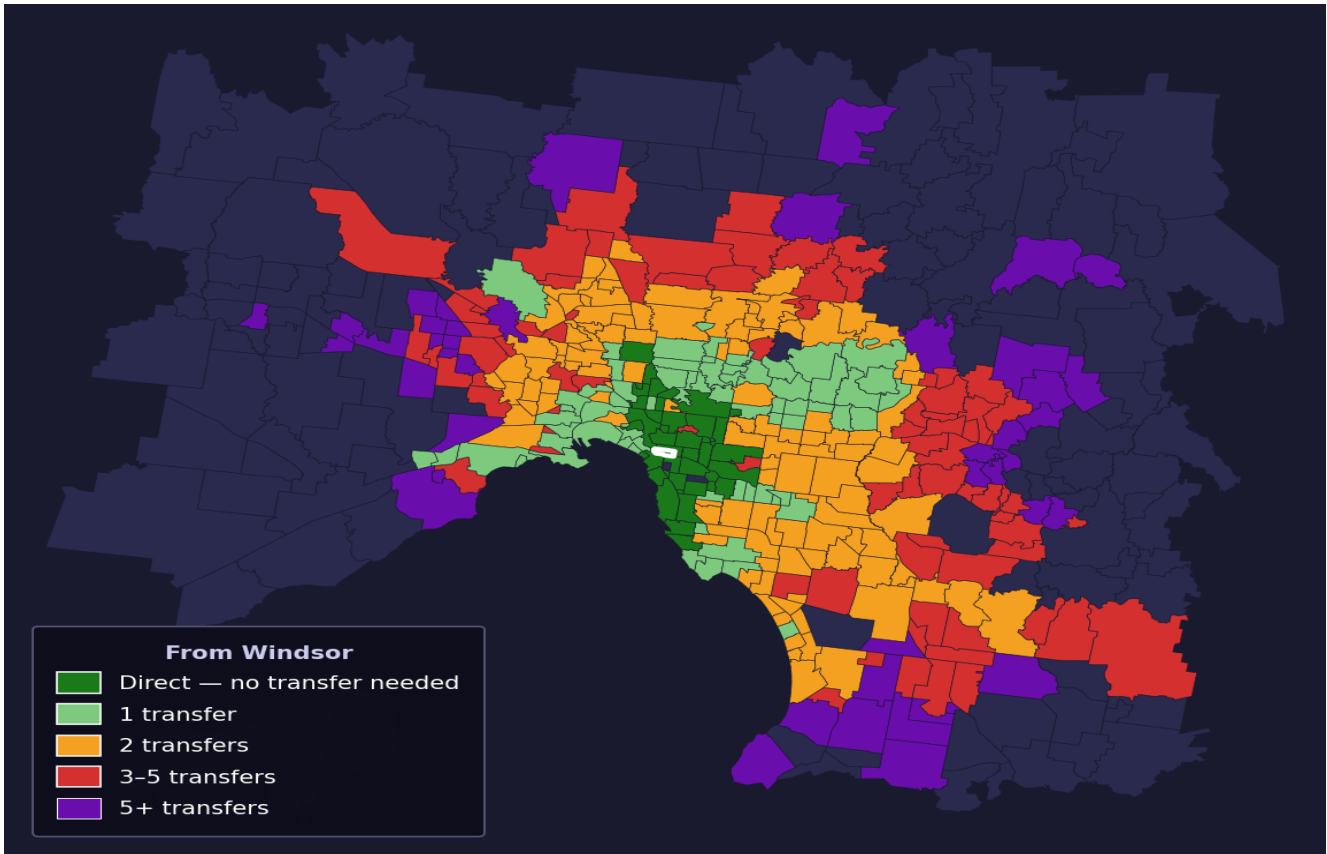 From Windsor
Direct — no transfer needed
1 transfer
2 transfers
3–5 transfers
5+ transfers